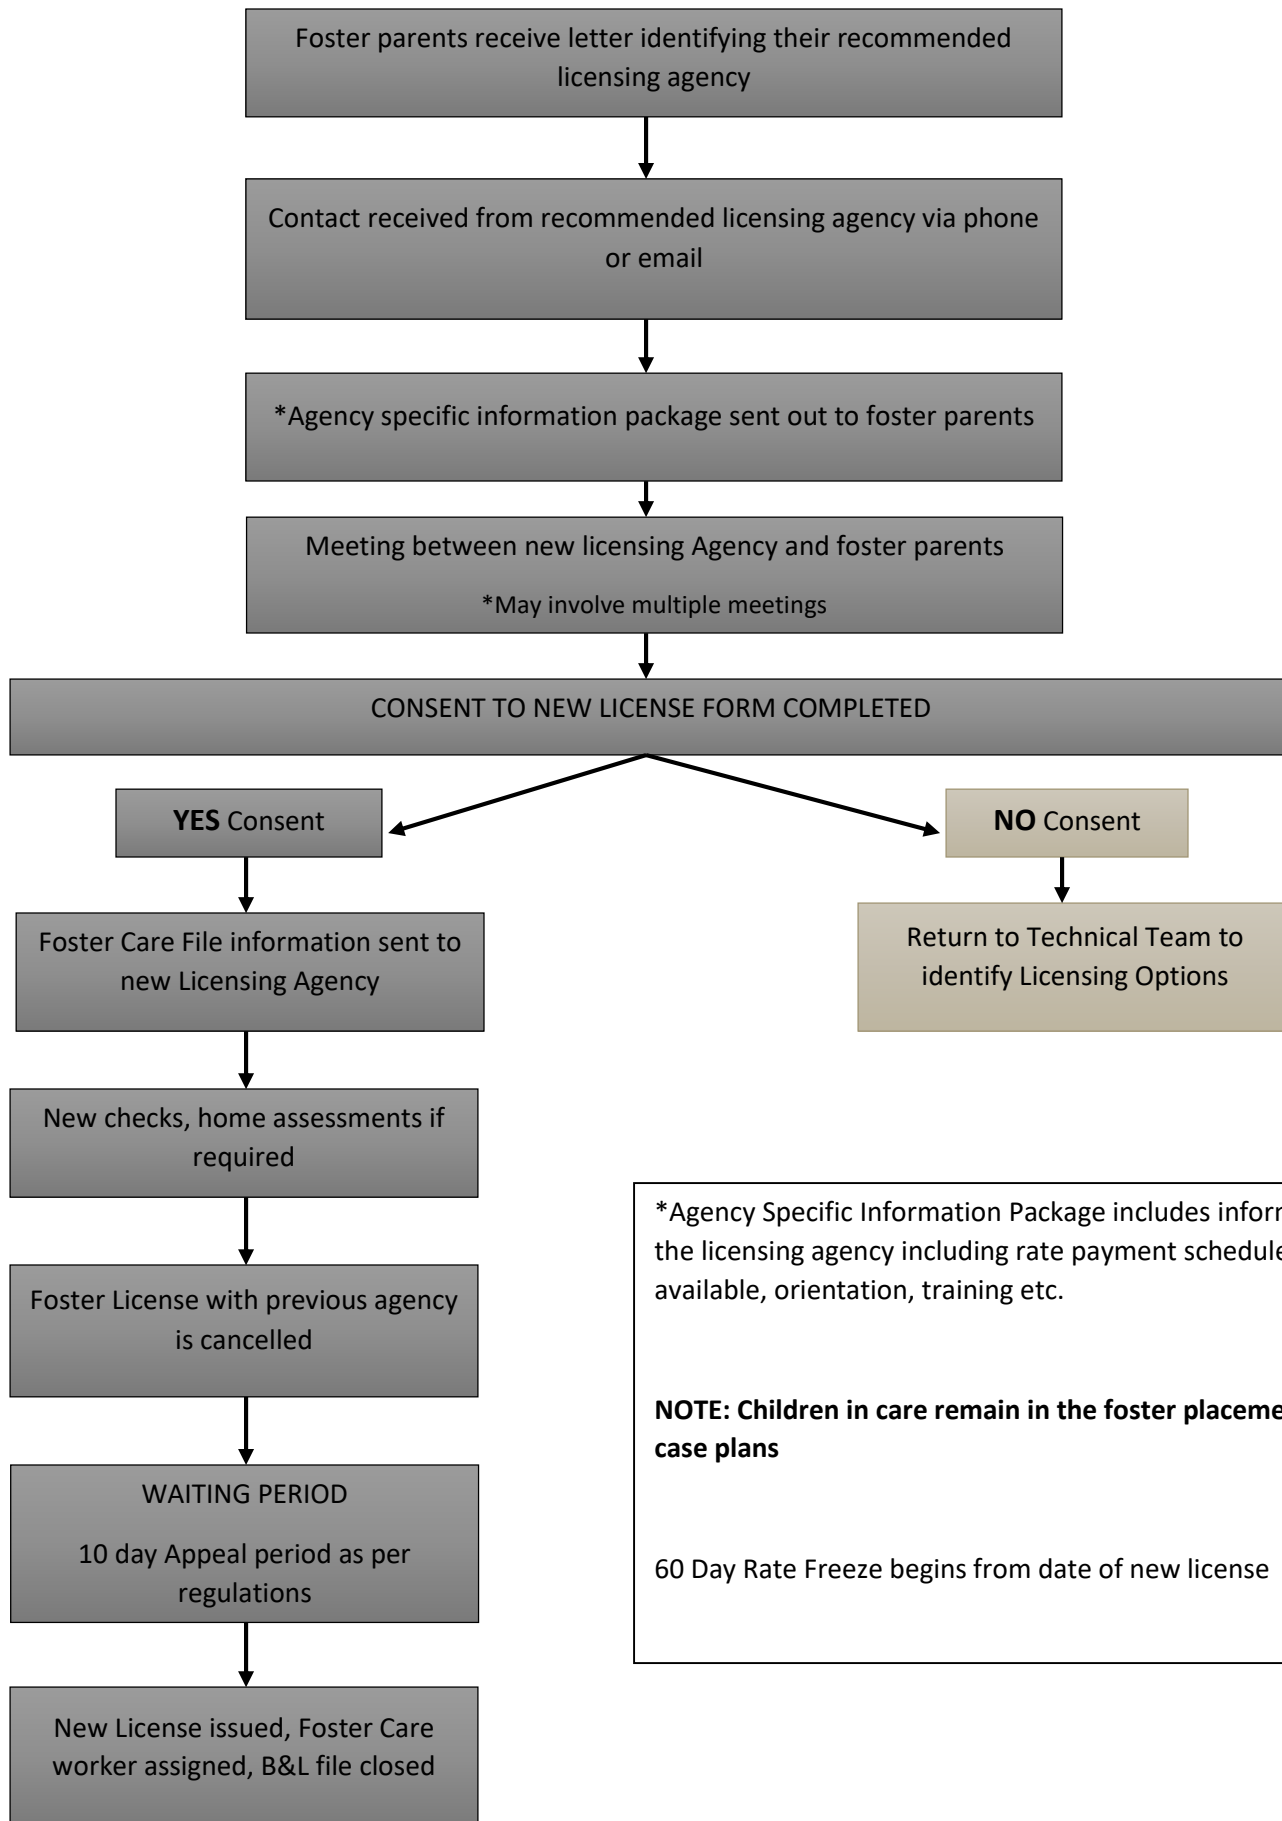 Foster parents receive letter identifying their recommended
licensing agency
Contact received from recommended licensing agency via phone
or email
*Agency specific information package sent out to foster parents
Meeting between new licensing Agency and foster parents
*May involve multiple meetings
CONSENT TO NEW LICENSE FORM COMPLETED
YES Consent
NO Consent
Foster Care File information sent to
new Licensing Agency
Return to Technical Team to
identify Licensing Options
New checks, home assessments if
required
Foster License with previous agency
is cancelled
WAITING PERIOD
10 day Appeal period as per
regulations
New License issued, Foster Care
worker assigned, B&L file closed
*Agency Specific Information Package includes
the licensing agency including rate payment
available, orientation, training etc.
NOTE: Children in care remain in the foster
case plans
60 Day Rate Freeze begins from date of new license